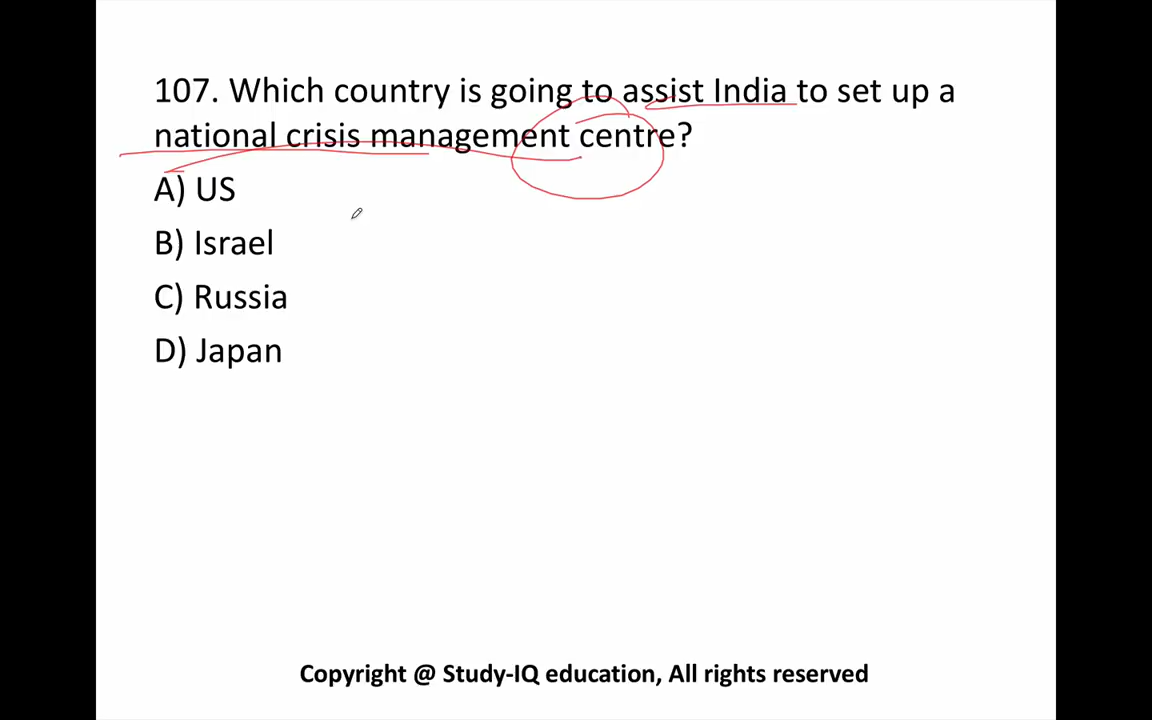 107. Which country is going to assist India to set up a
national crisis management centre?
A) US
B) Israel
C) Russia
D) Japan
Copyright @ Study-IQ education, All rights reserved